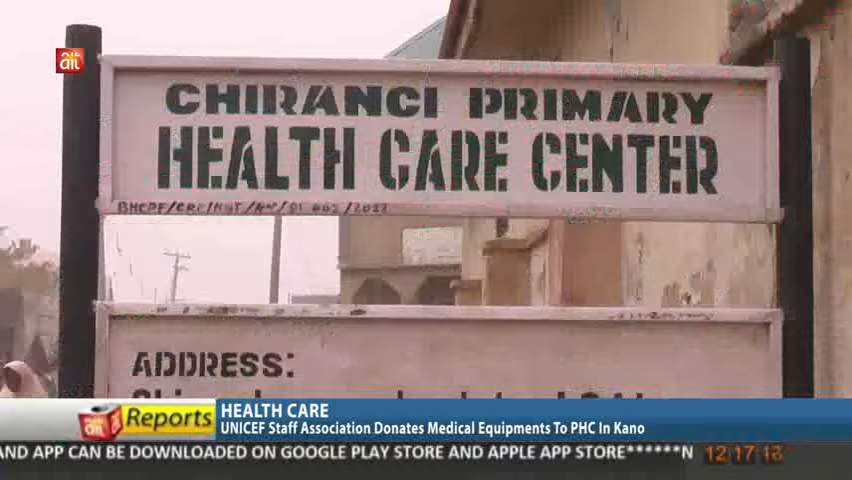 ait
CHIRANCI PRIMARY
HEALTH CARE CENTER
ADDRESS:
ait Reports
HEALTH CARE
UNICEF Staff Association Donates Medical Equipments To PHC In Kano
AND APP CAN BE DOWNLOADED ON GOOGLE PLAY STORE AND APPLE APP STORE******N
12 17 18